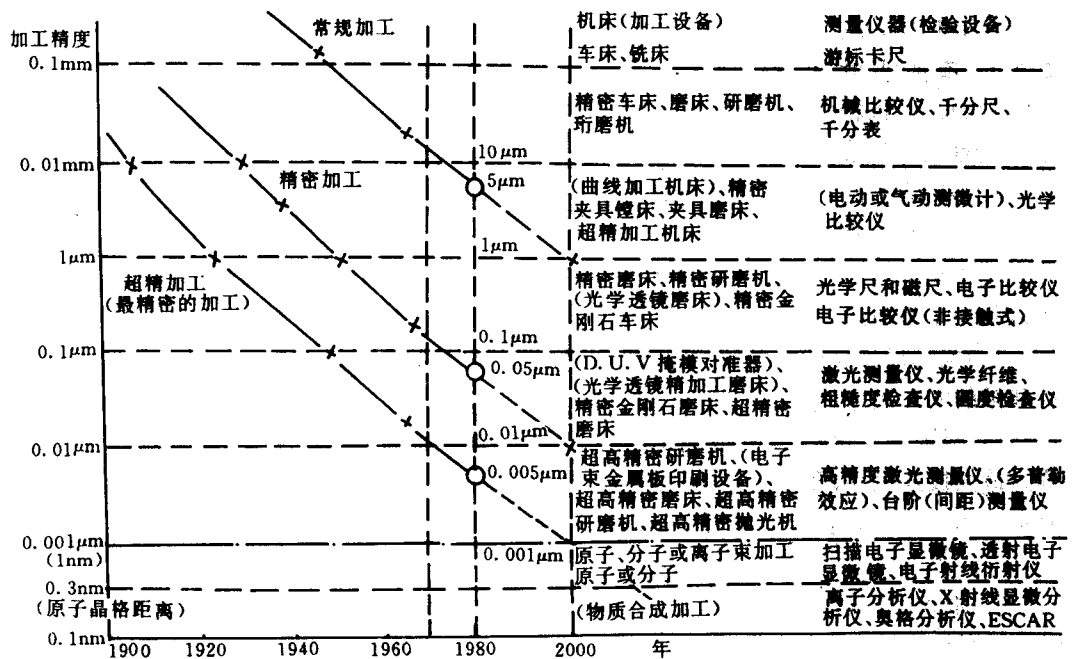 常规加工
机床(加工设备)
测量仪器(检验设备)
加工精度
车床、铣床
游标卡尺
0.1mm
精密车床、磨床、研磨机、
珩磨机
机械比较仪、千分尺、
千分表
10μm
0.01mm
精密加工
5μm
(曲线加工机床)、精密
夹具镗床、夹具磨床、
超精加工机床
(电动或气动测微计)、光学
比较仪
1μm
1μm
超精加工
(最精密的加工)
精密磨床、精密研磨机、
(光学透镜磨床)、精密金
刚石车床
光学尺和磁尺、电子比较仪
电子比较仪(非接触式)
0.1μm
0.1μm
0.05μm
(D.U.V 掩模对准器)、
(光学透镜精加工磨床)、
精密金刚石磨床、超精密
磨床
激光测量仪、光学纤维、
粗糙度检查仪、圆度检查仪
0.01μm
0.01μm
0.005μm
超高精密研磨机、(电子
束金属板印刷设备)、
超高精密磨床、超高精密
研磨机、超高精密抛光机
高精度激光测量仪、(多普勒
效应)、台阶(间距)测量仪
0.001μm
(1nm)
0.001μm
原子、分子或离子束加工
原子或分子
扫描电子显微镜、透射电子
显微镜、电子射线衍射仪
0.3nm
(原子晶格距离)
(物质合成加工)
离子分析仪、X射线显微分
析仪、奥格分析仪、ESCAR
0.1nm
1900 1920 1940 1960 1980 2000 年